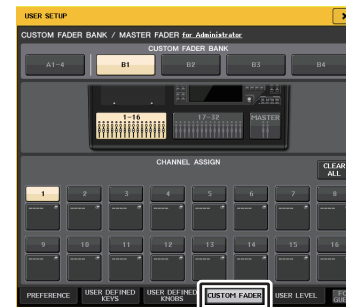 USER SETUP
CUSTOM FADER BANK / MASTER FADER for Administrator
CUSTOM FADER BANK
A1-4 B1 B2 B3 B4
1-16 17-32 MASTER
CHANNEL ASSIGN
CLEAR ALL
1 2 3 4 5 6 7 8
---- ---- ---- ---- ---- ---- ---- ----
9 10 11 12 13 14 15 16
---- ---- ---- ---- ---- ---- ---- ----
PREFERENCE USER DEFINED KEYS USER DEFINED KNOBS CUSTOM FADER USER LEVEL